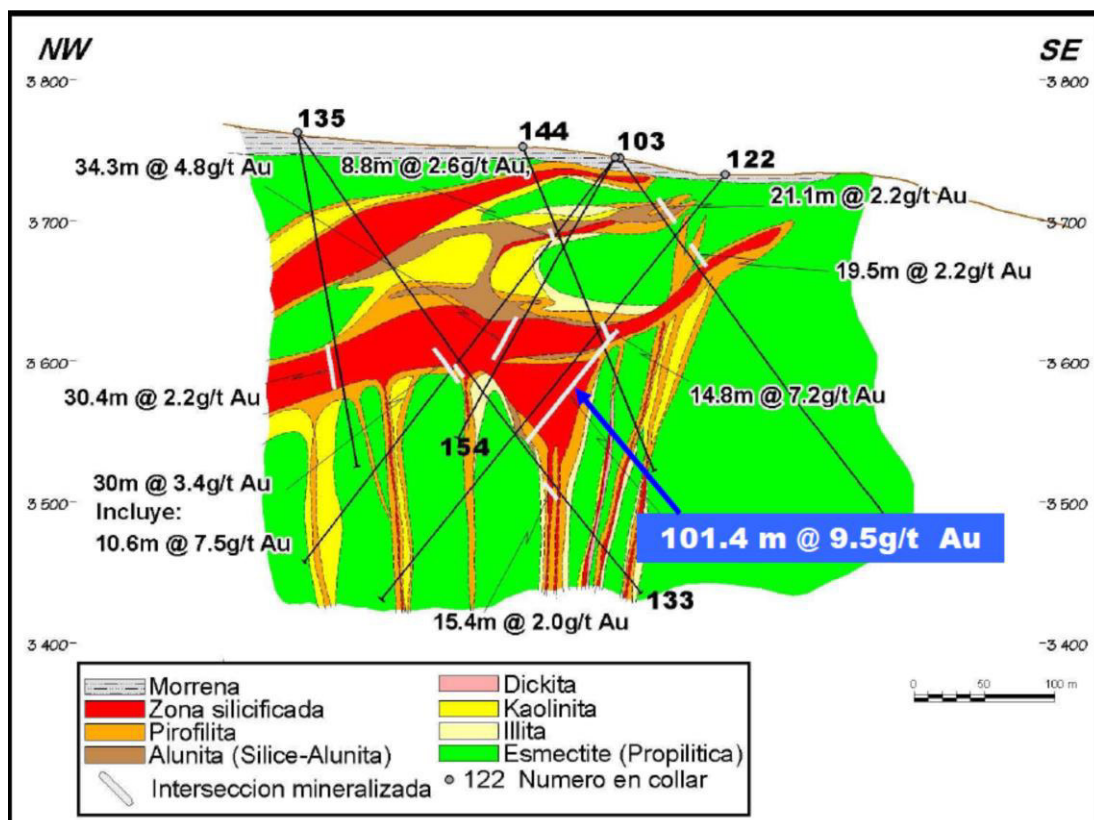 NW
SE
3 800
3 800
135
144
103
122
34.3m @ 4.8g/t Au
8.8m @ 2.6g/t Au,
21.1m @ 2.2g/t Au
3 700
3 700
19.5m @ 2.2g/t Au
3 600
3 600
30.4m @ 2.2g/t Au
14.8m @ 7.2g/t Au
154
30m @ 3.4g/t Au
Incluye:
10.6m @ 7.5g/t Au
3 500
3 500
101.4 m @ 9.5g/t Au
133
15.4m @ 2.0g/t Au
3 400
3 400
Morrena
Zona silicificada
Pirofilita
Alunita (Silice-Alunita)
Interseccion mineralizada
Dickita
Kaolinita
Illita
Esmectite (Propilitica)
122 Numero en collar
0 50 100 m